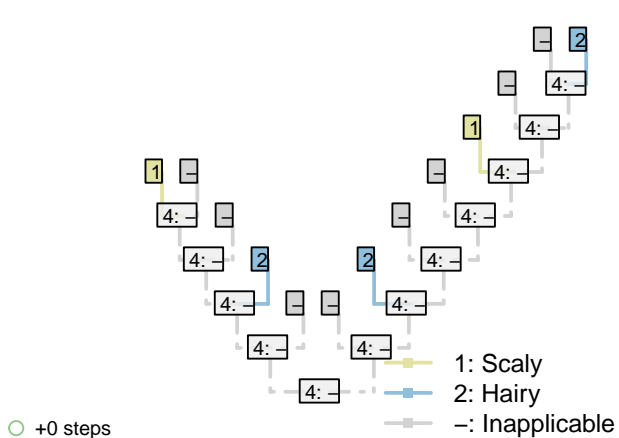 – 2
– 4: –
1 4: –
1 – – 4: –
4: – – – 4: –
4: – 2 2 4: –
4: – – – 4: –
4: – 4: –
1: Scaly
4: – 2: Hairy
+0 steps –: Inapplicable